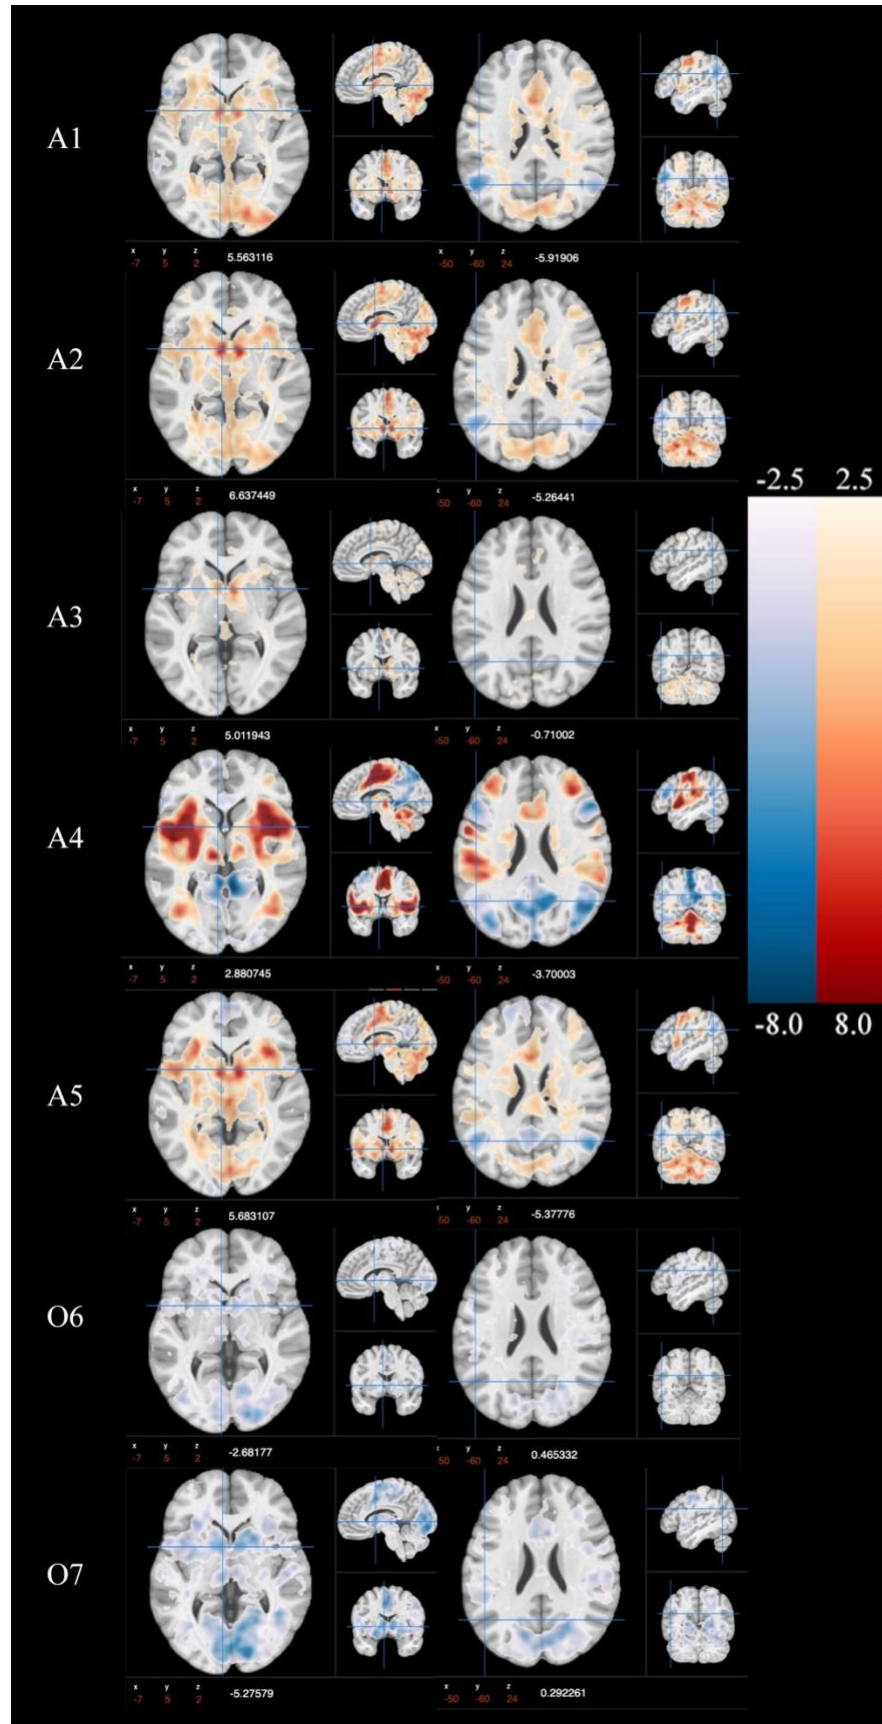 A1
x y z x y z
-7 5 2 5.563116 -50 -60 24 -5.91906
A2
x y z x y z
-7 5 2 6.637449 -50 -60 24 -5.26441
-2.5 2.5
A3
x y z x y z
-7 5 2 5.011943 -50 -60 24 -0.71002
A4
x y z x y z
-7 5 2 2.880745 -50 -60 24 -3.70003
-8.0 8.0
A5
x y z y z
-7 5 2 5.683107 50 -60 24 -5.37776
O6
x y z y z
-7 5 2 -2.68177 50 -60 24 0.465332
O7
x y z x y z
-7 5 2 -5.27579 -50 -60 24 0.292261